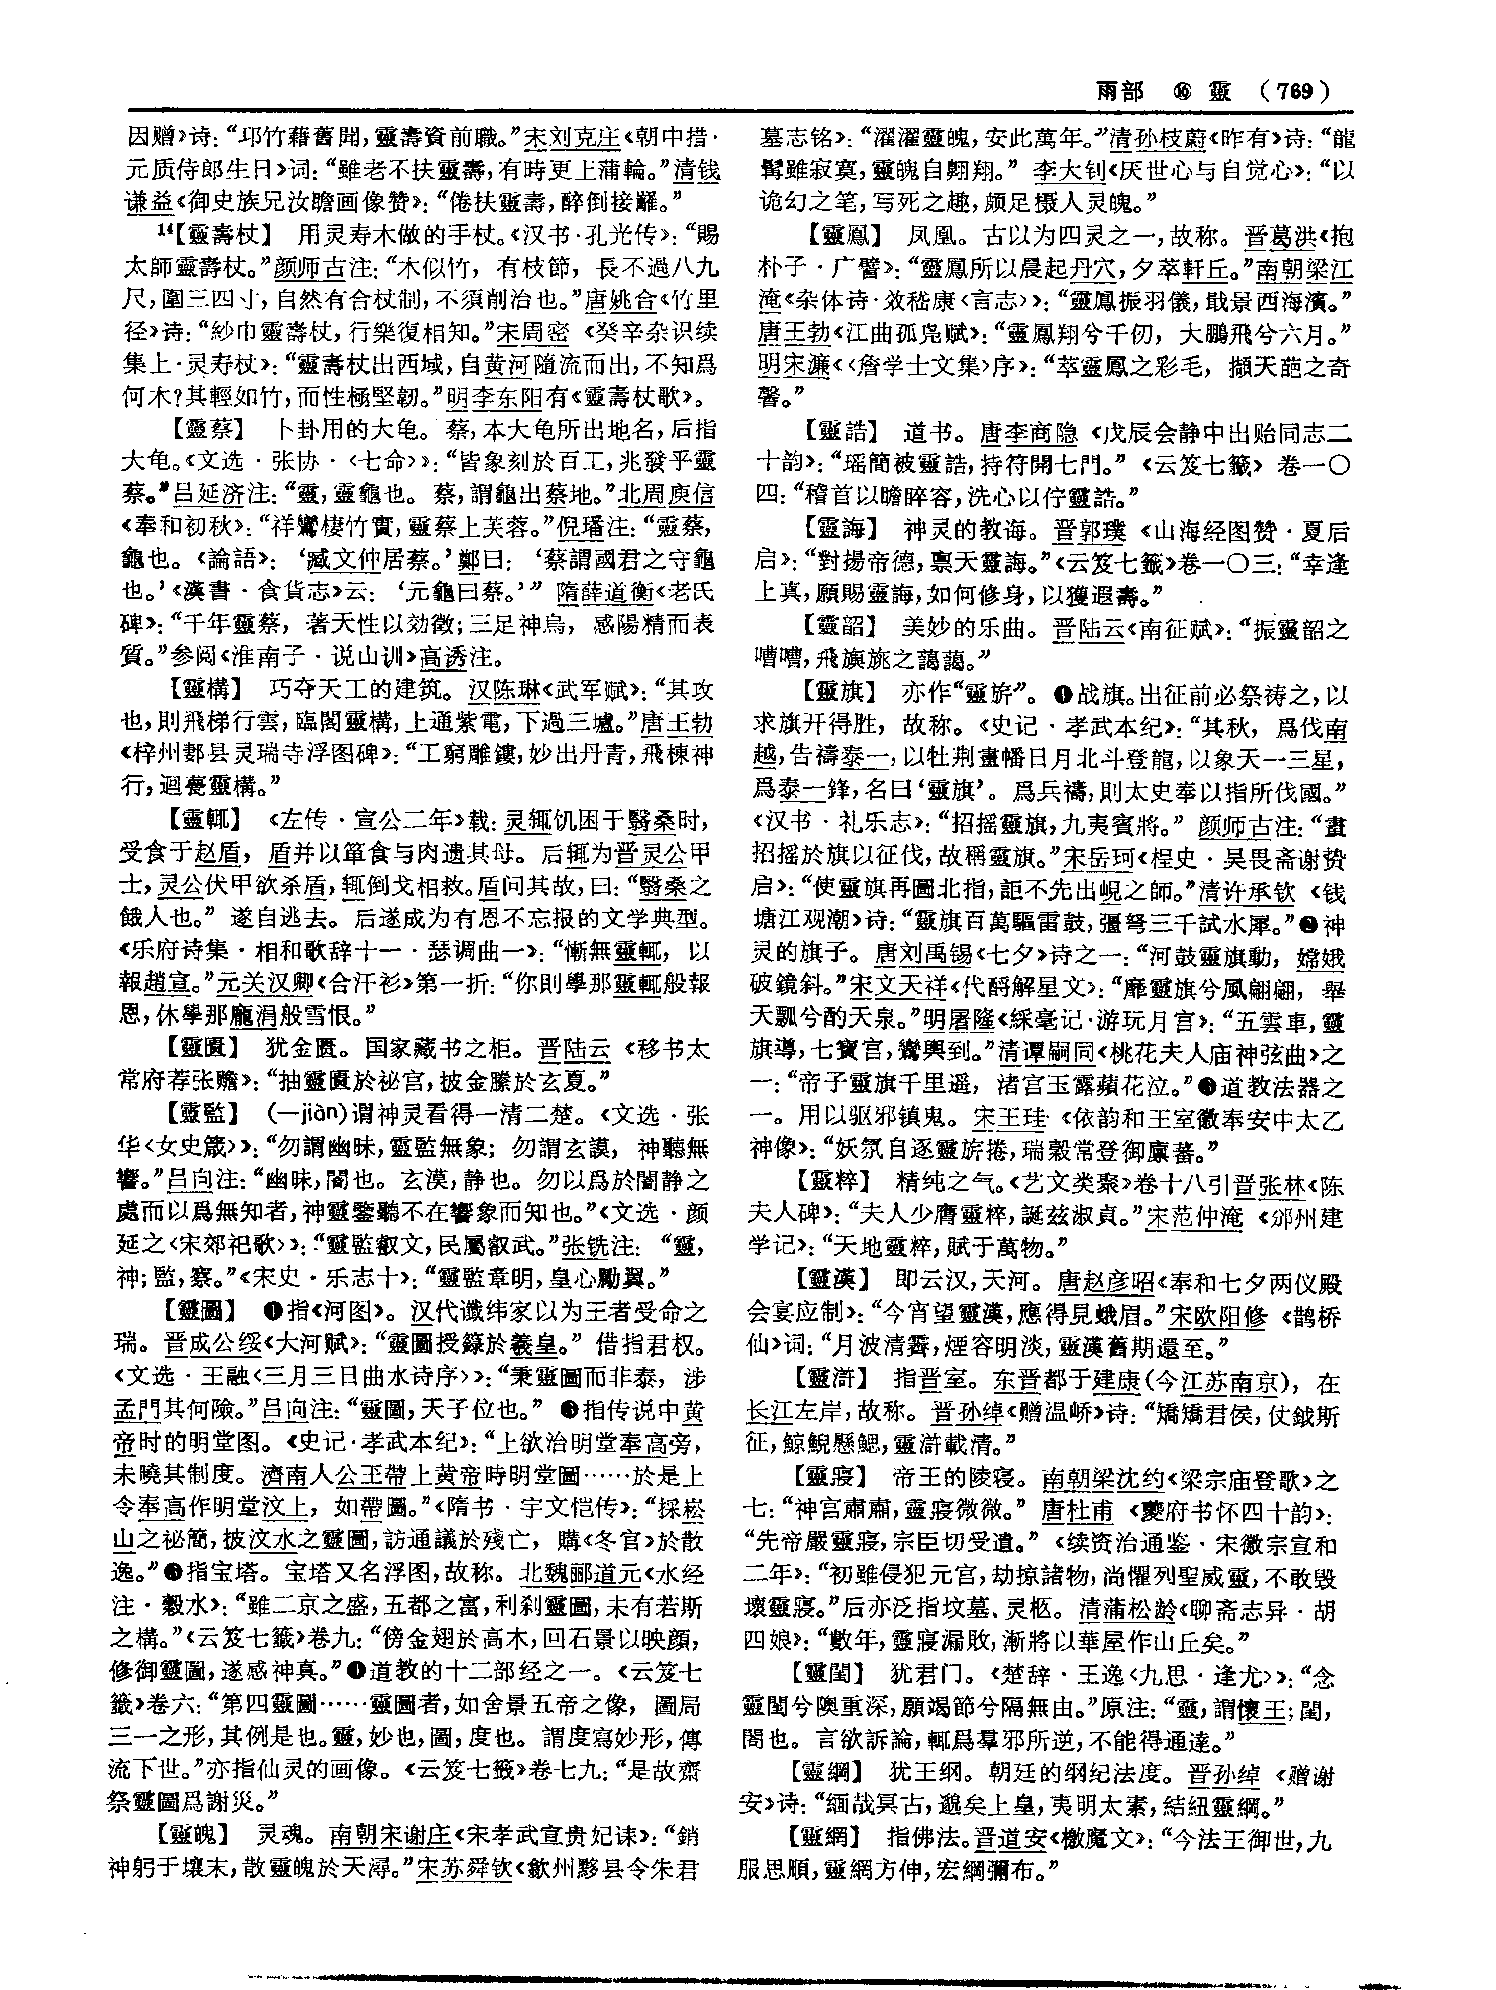 雨部 ⑯ 靈 (769)
因赠》诗：“邛竹藉舊聞，靈壽資前職。”宋刘克庄《朝中措·
元质侍郎生日》词：“雖老不扶靈壽，有時更上蒲輪。”清钱
谦益《御史族兄汝瞻画像赞》：“倦扶靈壽，醉倒接䍦。”
14【靈壽杖】 用灵寿木做的手杖。《汉书·孔光传》：“賜
太師靈壽杖。”颜师古注：“木似竹，有枝節，長不過八九
尺，圍三四寸，自然有合杖制，不須削治也。”唐姚合《竹里
径》诗：“紗巾靈壽杖，行樂復相知。”宋周密《癸辛杂识续
集上·灵寿杖》：“靈壽杖出西域，自黄河隨流而出，不知爲
何木？其輕如竹，而性極堅韌。”明李东阳有《靈壽杖歌》。
【靈蔡】 卜卦用的大龟。蔡，本大龟所出地名，后指
大龟。《文选·张协·〈七命〉》：“皆象刻於百工，兆發乎靈
蔡。”吕延济注：“靈，靈龜也。蔡，謂龜出蔡地。”北周庾信
《奉和初秋》：“祥鸞棲竹實，靈蔡上芙蓉。”倪璠注：“靈蔡，
龜也。《論語》：‘臧文仲居蔡。’鄭曰：‘蔡謂國君之守龜
也。’《漢書·食貨志》云：‘元龜曰蔡。’” 隋薛道衡《老氏
碑》：“千年靈蔡，著天性以効徵；三足神烏，感陽精而表
質。”参阅《淮南子·说山训》高诱注。
【靈構】 巧夺天工的建筑。汉陈琳《武军赋》：“其攻
也，則飛梯行雲，臨閣靈構，上通紫電，下過三壚。”唐王勃
《梓州郪县灵瑞寺浮图碑》：“工窮雕鏤，妙出丹青，飛棟神
行，迴甍靈構。”
【靈輒】 《左传·宣公二年》载：灵辄饥困于翳桑时，
受食于赵盾，盾并以箪食与肉遗其母。后辄为晋灵公甲
士，灵公伏甲欲杀盾，辄倒戈相救。盾问其故，曰：“翳桑之
餓人也。”遂自逃去。后遂成为有恩不忘报的文学典型。
《乐府诗集·相和歌辞十一·瑟调曲一》：“慚無靈輒，以
報趙宣。”元关汉卿《合汗衫》第一折：“你則學那靈輒般報
恩，休學那龐涓般雪恨。”
【靈匱】 犹金匮。国家藏书之柜。晋陆云《移书太
常府荐张赡》：“抽靈匱於祕宫，披金縢於玄夏。”
【靈監】 (—jiān)谓神灵看得一清二楚。《文选·张
华〈女史箴〉》：“勿謂幽昧，靈監無象；勿謂玄漠，神聽無
響。”吕向注：“幽昧，闇也。玄漠，静也。勿以爲於闇静之
處而以爲無知者，神靈鑒聽不在響象而知也。”《文选·颜
延之〈宋郊祀歌〉》：“靈監叡文，民屬叡武。”张铣注：“靈，
神；監，察。”《宋史·乐志十》：“靈監章明，皇心勵翼。”
【靈圖】 ❶指《河图》。汉代谶纬家以为王者受命之
瑞。晋成公绥《大河赋》：“靈圖授籙於羲皇。”借指君权。
《文选·王融〈三月三日曲水诗序〉》：“秉靈圖而非泰，涉
孟門其何險。”吕向注：“靈圖，天子位也。” ❷指传说中黄
帝时的明堂图。《史记·孝武本纪》：“上欲治明堂奉高旁，
未曉其制度。濟南人公玊帶上黄帝時明堂圖……於是上
令奉高作明堂汶上，如帶圖。”《隋书·宇文恺传》：“採崧
山之祕簡，披汶水之靈圖，訪通議於殘亡，購《冬官》於散
逸。”❸指宝塔。宝塔又名浮图，故称。北魏郦道元《水经
注·穀水》：“雖二京之盛，五都之富，利刹靈圖，未有若斯
之構。”《云笈七籤》卷九：“傍金翅於高木，回石景以映顔，
修御靈圖，遂感神真。”❹道教的十二部经之一。《云笈七
籤》卷六：“第四靈圖……靈圖者，如舍景五帝之像，圖局
三一之形，其例是也。靈，妙也，圖，度也。謂度寫妙形，傳
流下世。”亦指仙灵的画像。《云笈七籤》卷七九：“是故齋
祭靈圖爲謝災。”
【靈魄】 灵魂。南朝宋谢庄《宋孝武宣贵妃诔》：“銷
神躬于壤末，散靈魄於天潯。”宋苏舜钦《歙州黟县令朱君
墓志铭》：“濯濯靈魄，安此萬年。”清孙枝蔚《昨有》诗：“龍
髯雖寂寞，靈魄自翺翔。”李大钊《厌世心与自觉心》：“以
诡幻之笔，写死之趣，颇足慑人灵魄。”
【靈鳳】 凤凰。古以为四灵之一，故称。晋葛洪《抱
朴子·广譬》：“靈鳳所以晨起丹穴，夕萃軒丘。”南朝梁江
淹《杂体诗·效嵇康〈言志〉》：“靈鳳振羽儀，戢景西海濱。”
唐王勃《江曲孤凫赋》：“靈鳳翔兮千仞，大鵬飛兮六月。”
明宋濂《〈詹学士文集〉序》：“萃靈鳳之彩毛，擷天葩之奇
馨。”
【靈誥】 道书。唐李商隐《戊辰会静中出贻同志二
十韵》：“瑶簡被靈誥，持符開七門。”《云笈七籤》卷一〇
四：“稽首以瞻晬容，洗心以佇靈誥。”
【靈誨】 神灵的教诲。晋郭璞《山海经图赞·夏后
启》：“對揚帝德，禀天靈誨。”《云笈七籤》卷一〇三：“幸逢
上真，願賜靈誨，如何修身，以獲遐壽。”
【靈韶】 美妙的乐曲。晋陆云《南征赋》：“振靈韶之
嘈嘈，飛旗旐之藹藹。”
【靈旗】 亦作“靈旂”。❶战旗。出征前必祭祷之，以
求旗开得胜，故称。《史记·孝武本纪》：“其秋，爲伐南
越，告禱泰一，以牡荆畫幡日月北斗登龍，以象天一三星，
爲泰一鋒，名曰‘靈旗’。爲兵禱，則太史奉以指所伐國。”
《汉书·礼乐志》：“招摇靈旗，九夷賓將。”颜师古注：“畫
招摇於旗以征伐，故稱靈旗。”宋岳珂《桯史·吴畏斋谢贽
启》：“使靈旗再圖北指，詎不先出峴之師。”清许承钦《钱
塘江观潮》诗：“靈旗百萬驅雷鼓，彊弩三千試水犀。”❷神
灵的旗子。唐刘禹锡《七夕》诗之一：“河鼓靈旗動，嫦娥
破鏡斜。”宋文天祥《代酹解星文》：“靡靈旗兮風翩翩，舉
天瓢兮酌天泉。”明屠隆《綵毫记·游玩月宫》：“五雲車，靈
旗導，七寶宫，鸞輿到。”清谭嗣同《桃花夫人庙神弦曲》之
一：“帝子靈旗千里遥，渚宫玉露蘋花泣。”❸道教法器之
一。用以驱邪镇鬼。宋王珪《依韵和王室徽奉安中太乙
神像》：“妖氛自逐靈旂捲，瑞穀常登御廩蕃。”
【靈粹】 精纯之气。《艺文类聚》卷十八引晋张林《陈
夫人碑》：“夫人少膺靈粹，誕兹淑貞。”宋范仲淹《邠州建
学记》：“天地靈粹，賦于萬物。”
【靈漢】 即云汉，天河。唐赵彦昭《奉和七夕两仪殿
会宴应制》：“今宵望靈漢，應得見蛾眉。”宋欧阳修《鹊桥
仙》词：“月波清霽，煙容明淡，靈漢舊期還至。”
【靈滸】 指晋室。东晋都于建康(今江苏南京)，在
长江左岸，故称。晋孙绰《赠温峤》诗：“矯矯君侯，仗鉞斯
征，鯨鯢懸鰓，靈滸載清。”
【靈寢】 帝王的陵寝。南朝梁沈约《梁宗庙登歌》之
七：“神宫肅肅，靈寢微微。”唐杜甫《夔府书怀四十韵》：
“先帝嚴靈寢，宗臣切受遺。”《续资治通鉴·宋徽宗宣和
二年》：“初雖侵犯元宫，劫掠諸物，尚懼列聖威靈，不敢毁
壞靈寢。”后亦泛指坟墓、灵柩。清蒲松龄《聊斋志异·胡
四娘》：“數年，靈寢漏敗，漸將以華屋作山丘矣。”
【靈閨】 犹君门。《楚辞·王逸〈九思·逢尤〉》：“念
靈閨兮隩重深，願竭節兮隔無由。”原注：“靈，謂懷王；閨，
閤也。言欲訴論，輒爲羣邪所逆，不能得通達。”
【靈綱】 犹王纲。朝廷的纲纪法度。晋孙绰《赠谢
安》诗：“緬哉冥古，邈矣上皇，夷明太素，結紐靈綱。”
【靈網】 指佛法。晋道安《檄魔文》：“今法王御世，九
服思順，靈網方伸，宏綱彌布。”